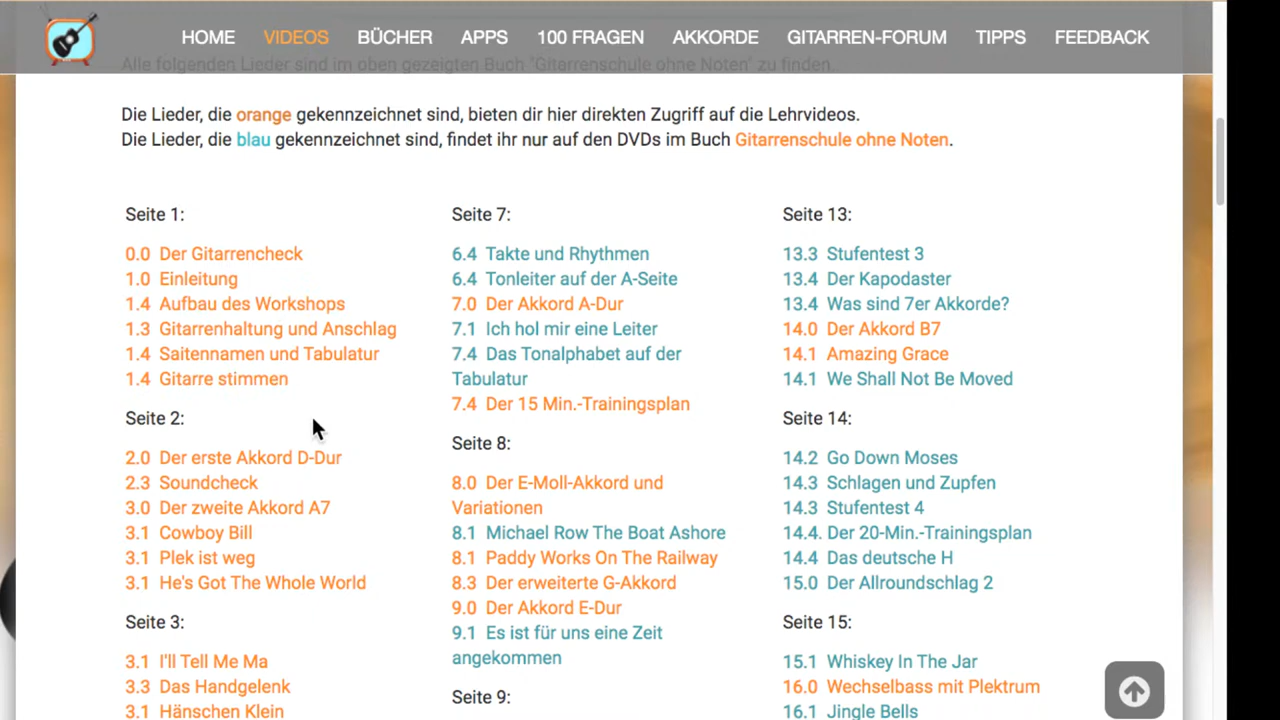 HOME VIDEOS BÜCHER APPS 100 FRAGEN AKKORDE GITARREN-FORUM TIPPS FEEDBACK
Alle folgenden Lieder sind im oben gezeigten Buch "Gitarrenschule ohne Noten" zu finden.
Die Lieder, die orange gekennzeichnet sind, bieten dir hier direkten Zugriff auf die Lehrvideos.
Die Lieder, die blau gekennzeichnet sind, findet ihr nur auf den DVDs im Buch Gitarrenschule ohne Noten.
Seite 1:
0.0 Der Gitarrencheck
1.0 Einleitung
1.4 Aufbau des Workshops
1.3 Gitarrenhaltung und Anschlag
1.4 Saitennamen und Tabulatur
1.4 Gitarre stimmen
Seite 2:
2.0 Der erste Akkord D-Dur
2.3 Soundcheck
3.0 Der zweite Akkord A7
3.1 Cowboy Bill
3.1 Plek ist weg
3.1 He's Got The Whole World
Seite 3:
3.1 I'll Tell Me Ma
3.3 Das Handgelenk
3.1 Hänschen Klein
Seite 7:
6.4 Takte und Rhythmen
6.4 Tonleiter auf der A-Seite
7.0 Der Akkord A-Dur
7.1 Ich hol mir eine Leiter
7.4 Das Tonalphabet auf der
Tabulatur
7.4 Der 15 Min.-Trainingsplan
Seite 8:
8.0 Der E-Moll-Akkord und
Variationen
8.1 Michael Row The Boat Ashore
8.1 Paddy Works On The Railway
8.3 Der erweiterte G-Akkord
9.0 Der Akkord E-Dur
9.1 Es ist für uns eine Zeit
angekommen
Seite 9:
Seite 13:
13.3 Stufentest 3
13.4 Der Kapodaster
13.4 Was sind 7er Akkorde?
14.0 Der Akkord B7
14.1 Amazing Grace
14.1 We Shall Not Be Moved
Seite 14:
14.2 Go Down Moses
14.3 Schlagen und Zupfen
14.3 Stufentest 4
14.4. Der 20-Min.-Trainingsplan
14.4 Das deutsche H
15.0 Der Allroundschlag 2
Seite 15:
15.1 Whiskey In The Jar
16.0 Wechselbass mit Plektrum
16.1 Jingle Bells